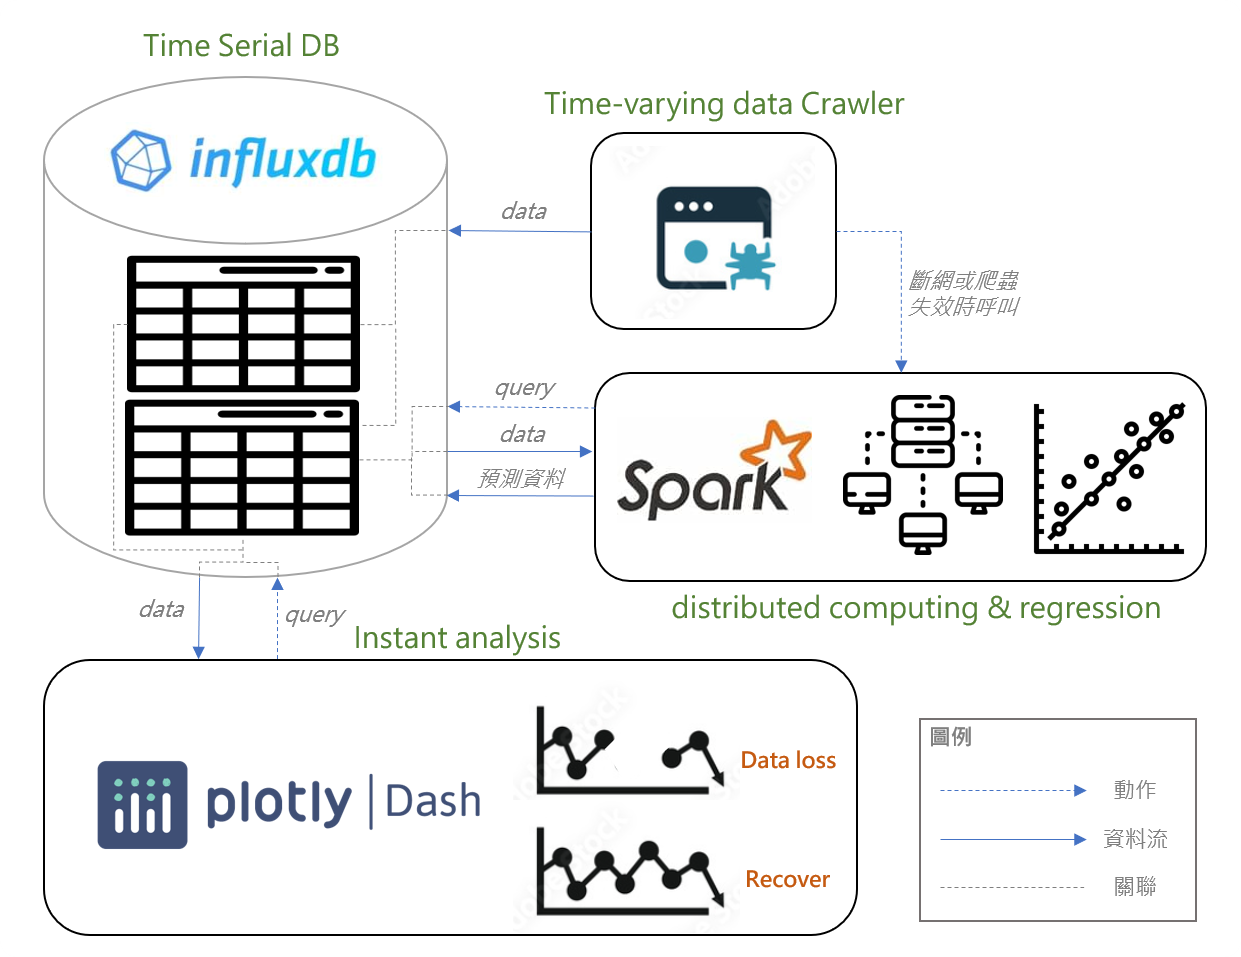 Time Serial DB
influxdb
Time-varying data Crawler
data
斷網或爬蟲
失效時呼叫
query
data
預測資料
Spark
distributed computing & regression
data
query
Instant analysis
plotly | Dash
Data loss
Recover
圖例
動作
資料流
關聯